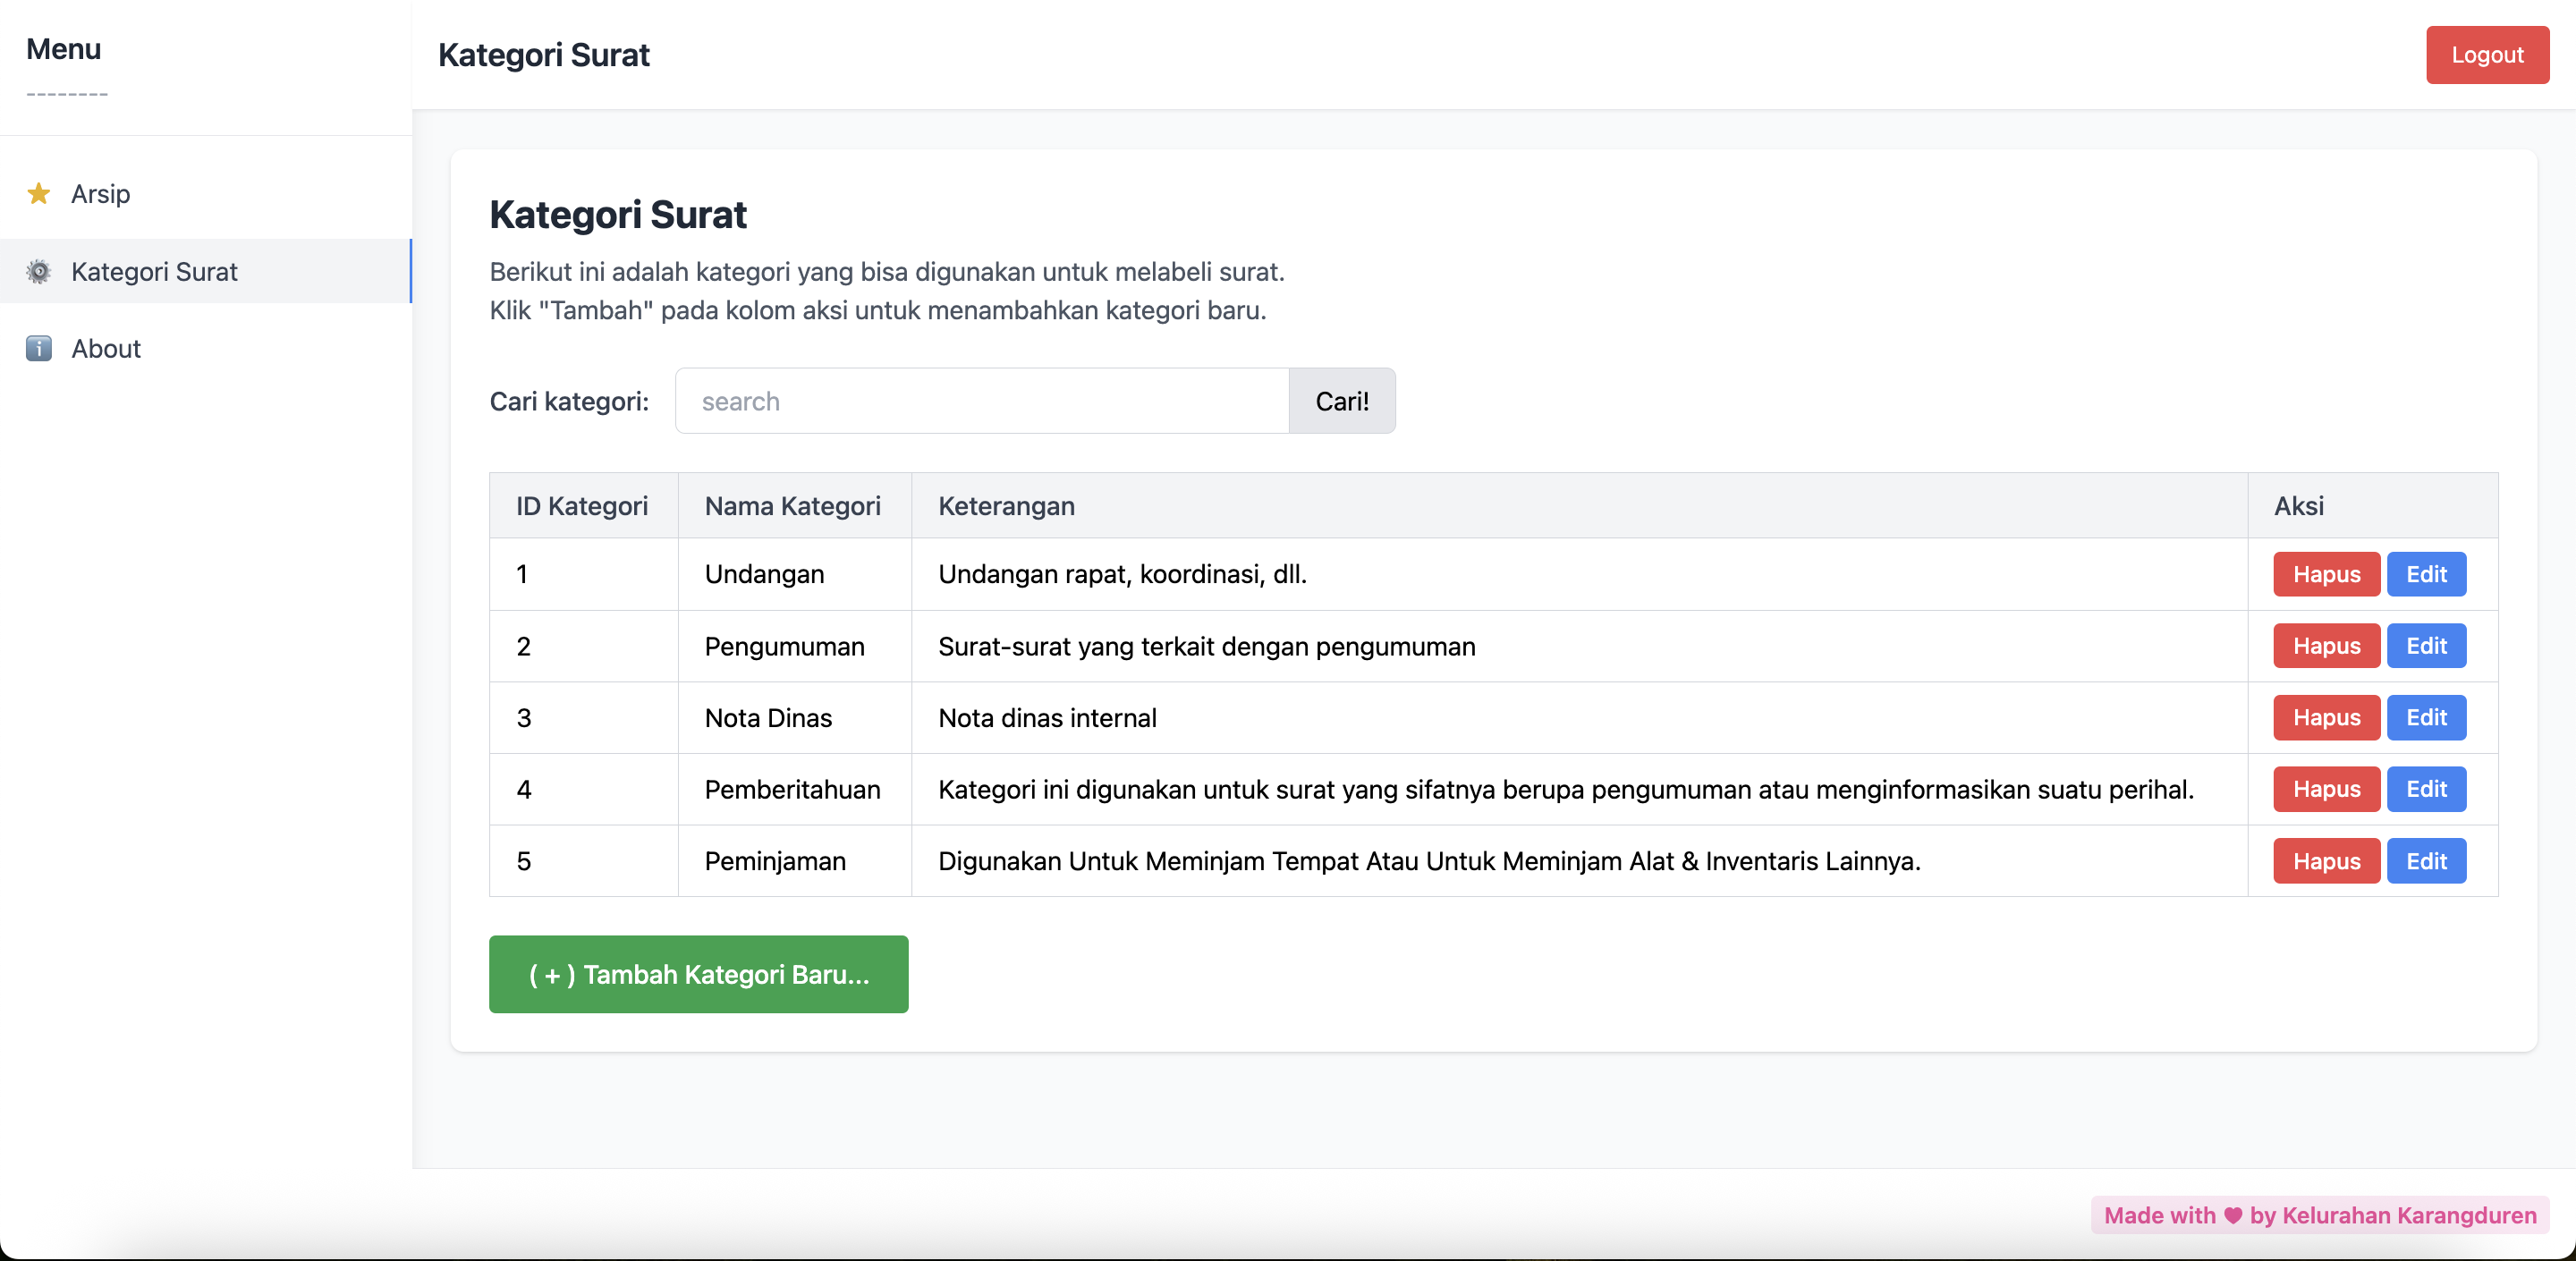 Menu
--------
Arsip
Kategori Surat
About
Kategori Surat
Logout
Kategori Surat
Berikut ini adalah kategori yang bisa digunakan untuk melabeli surat.
Klik "Tambah" pada kolom aksi untuk menambahkan kategori baru.
Cari kategori: search Cari!
ID Kategori Nama Kategori Keterangan Aksi
1 Undangan Undangan rapat, koordinasi, dll. Hapus Edit
2 Pengumuman Surat-surat yang terkait dengan pengumuman Hapus Edit
3 Nota Dinas Nota dinas internal Hapus Edit
4 Pemberitahuan Kategori ini digunakan untuk surat yang sifatnya berupa pengumuman atau menginformasikan suatu perihal. Hapus Edit
5 Peminjaman Digunakan Untuk Meminjam Tempat Atau Untuk Meminjam Alat & Inventaris Lainnya. Hapus Edit
( + ) Tambah Kategori Baru...
Made with ♥ by Kelurahan Karangduren